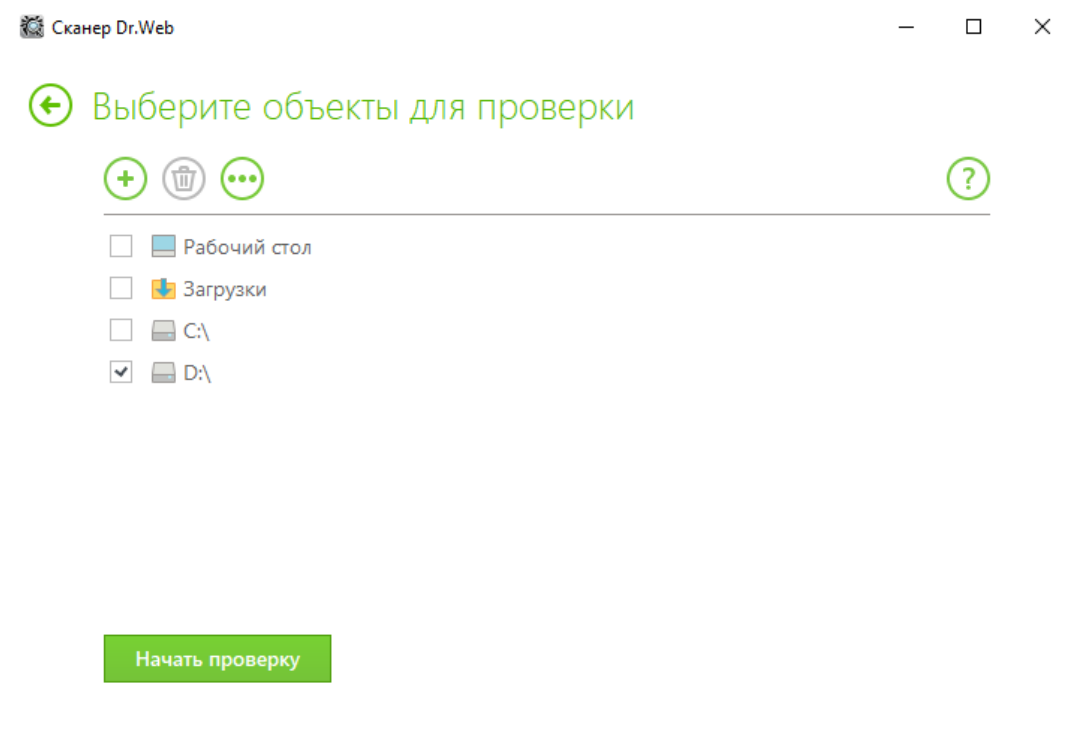 Сканер Dr.Web
Выберите объекты для проверки
?
Рабочий стол
Загрузки
C:\
D:\
Начать проверку